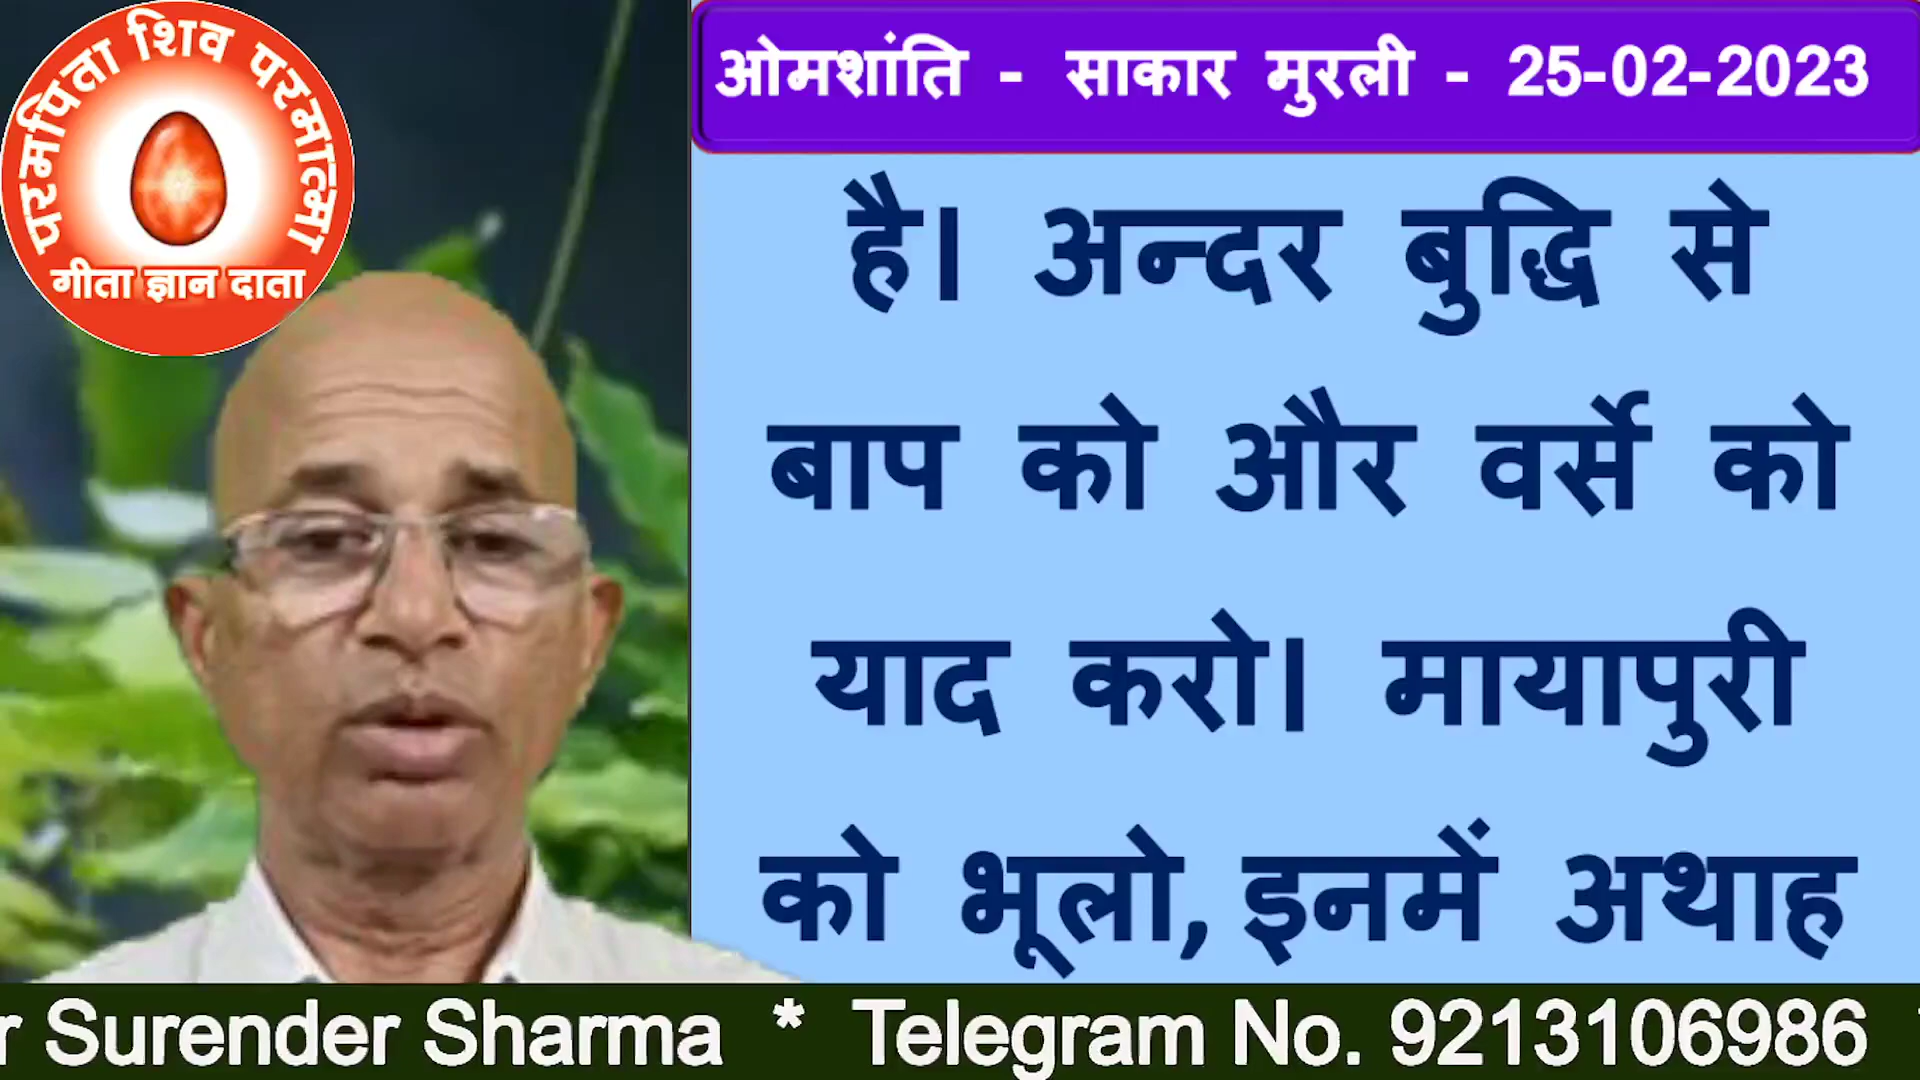 परमपिता शिव परमात्मा
गीता ज्ञान दाता
ओमशांति - साकार मुरली - 25-02-2023
है। अन्दर बुद्धि से
बाप को और वर्से को
याद करो। मायापुरी
को भूलो, इनमें अथाह
r Surender Sharma * Telegram No. 9213106986